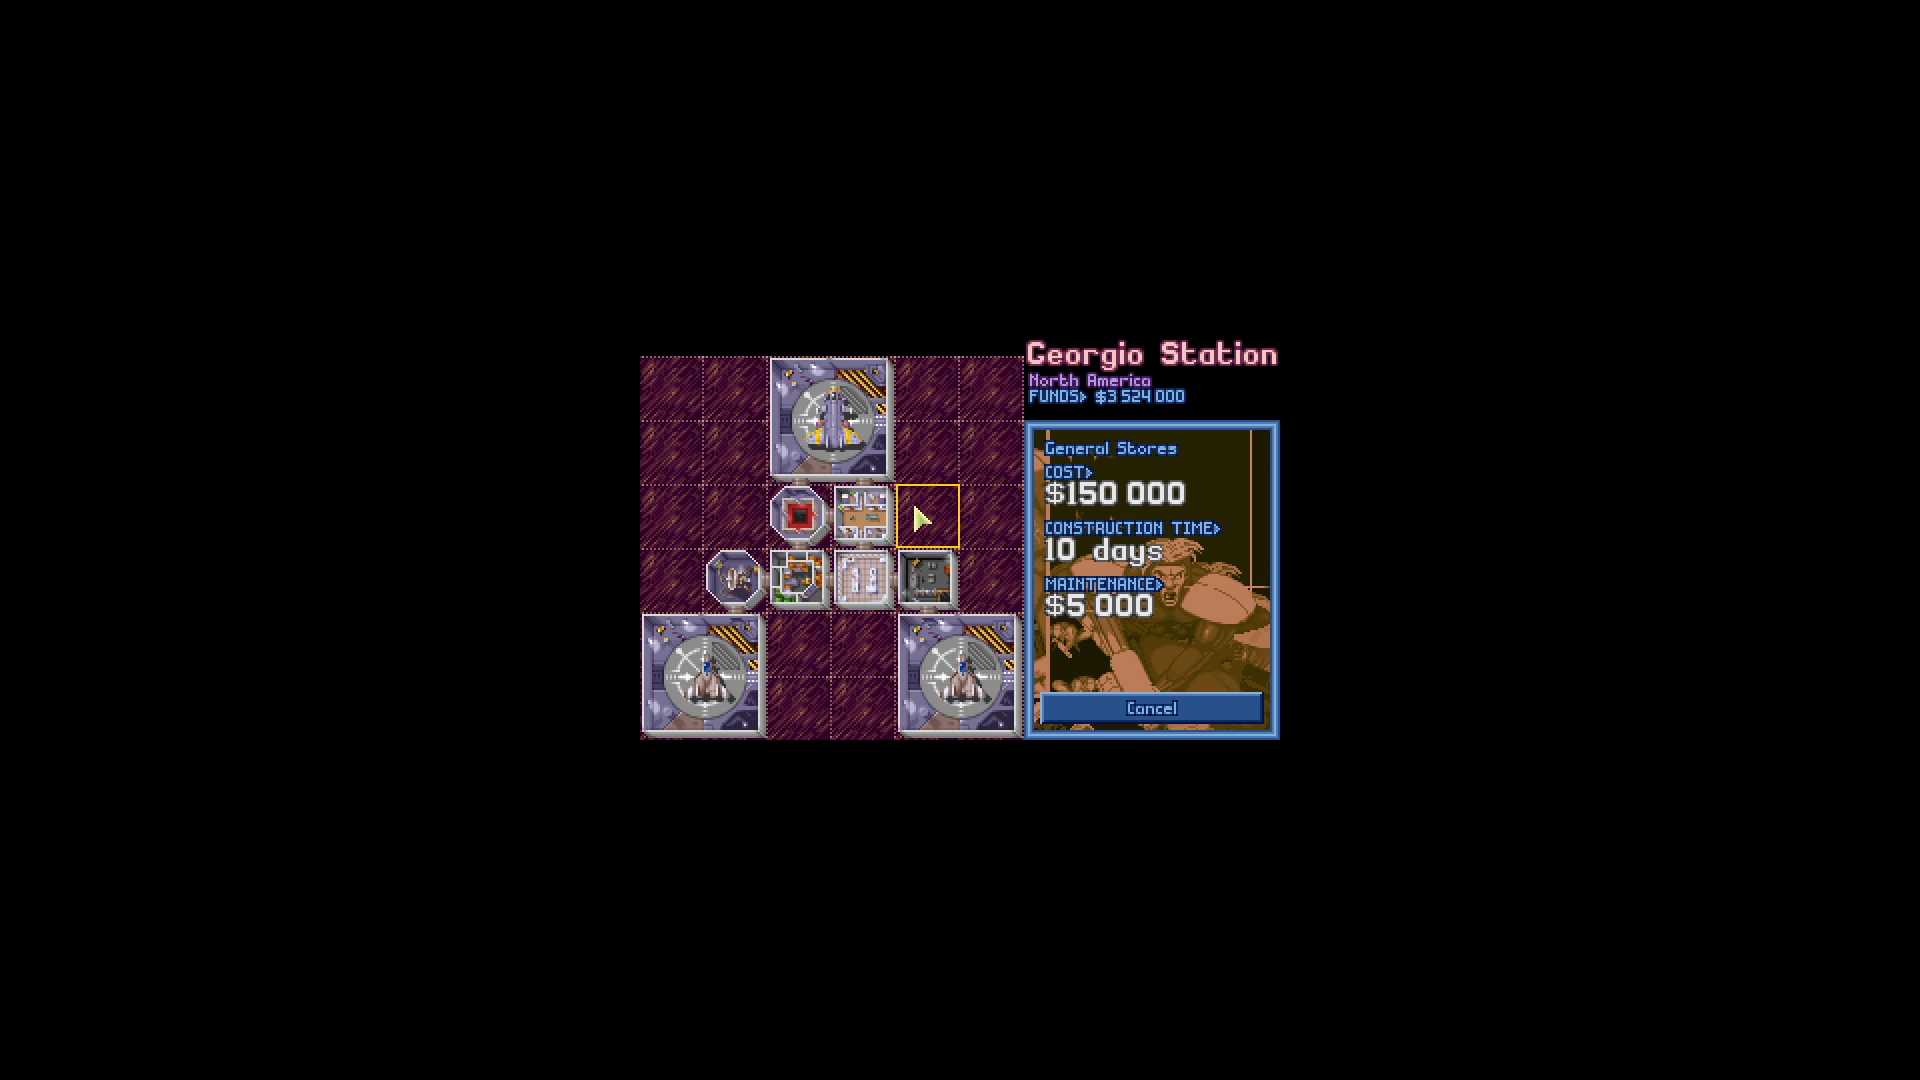 Georgio Station
North America
FUNDS> $3 524 000
General Stores
COST>
$150 000
CONSTRUCTION TIME>
10 days
MAINTENANCE>
$5 000
Cancel